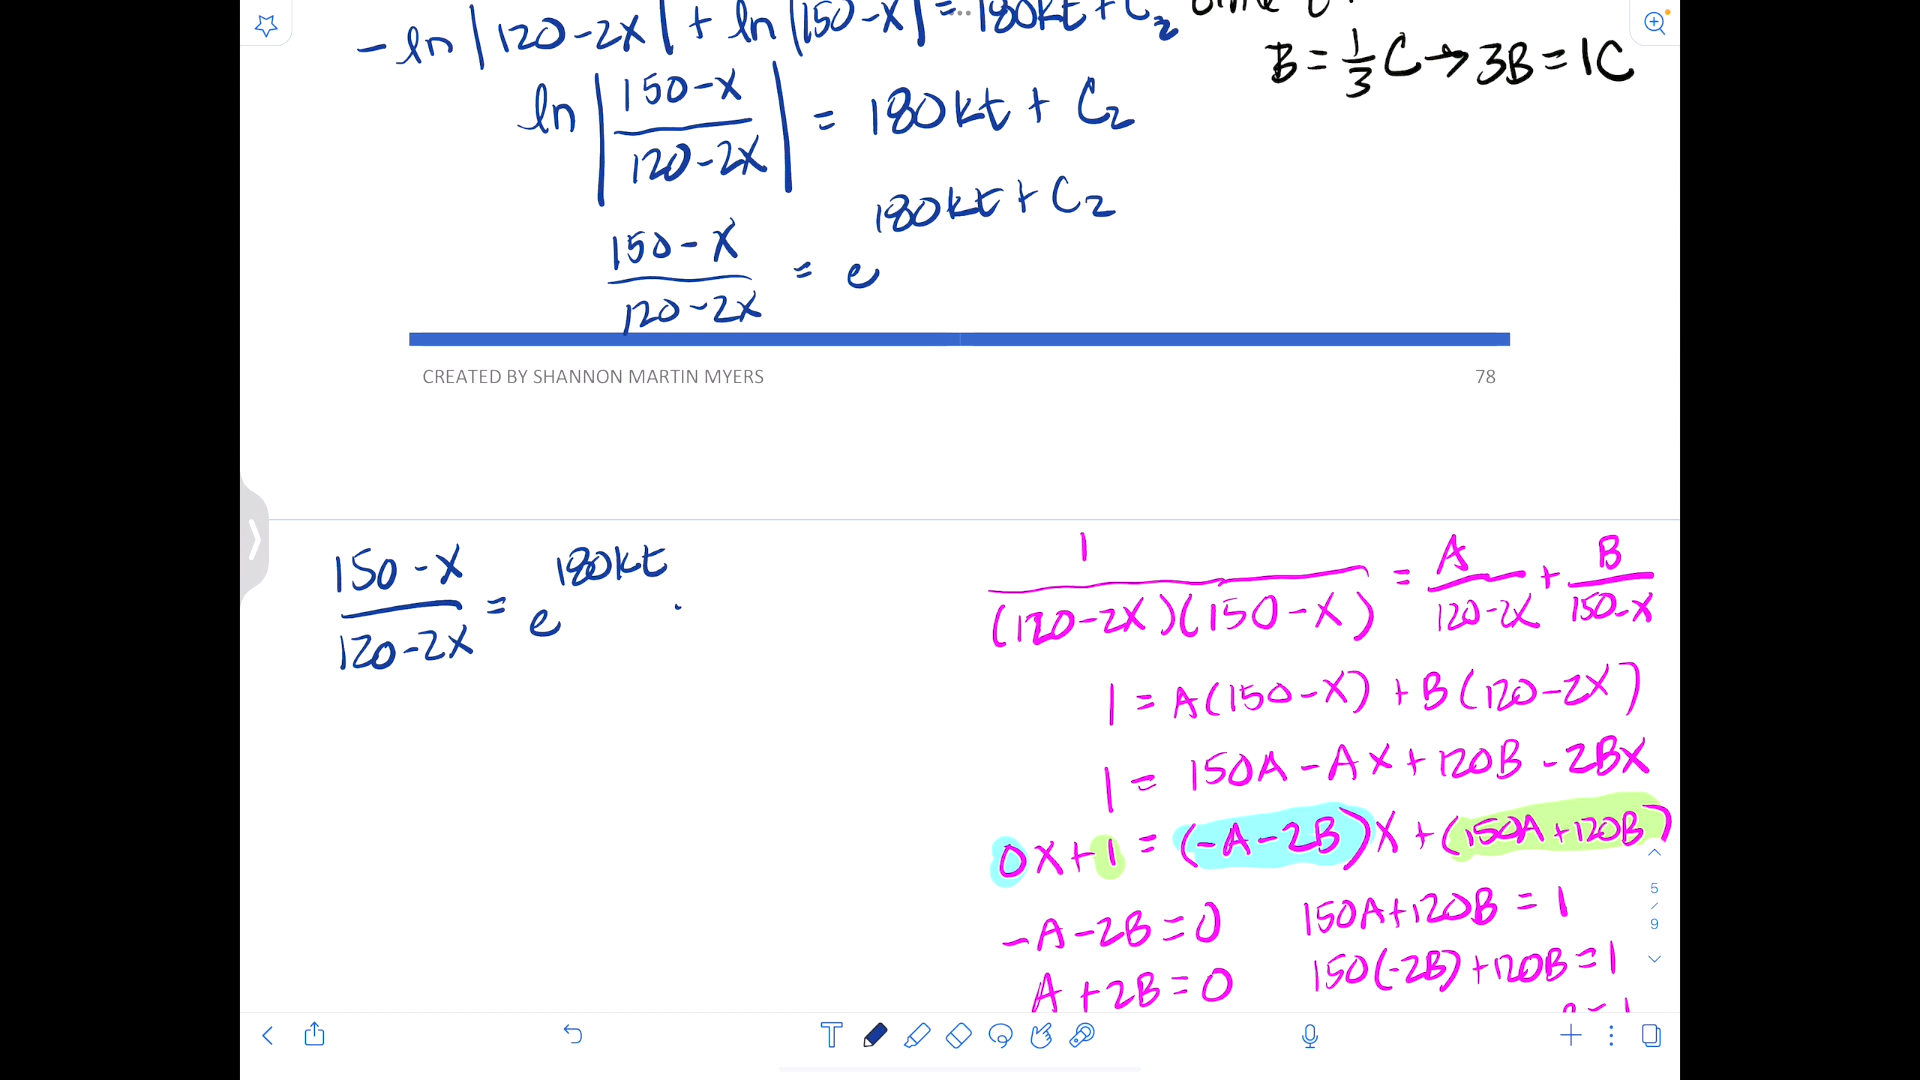 -ln|120-2x| + ln|150-x| = 180kt + C₂
B = 1/3 C → 3B = 1C
ln |(150-x)/(120-2x)| = 180kt + C₂
(150-x)/(120-2x) = e^(180kt + C₂)
CREATED BY SHANNON MARTIN MYERS
78
(150-x)/(120-2x) = e^(180kt) .
1/((120-2x)(150-x)) = A/(120-2x) + B/(150-x)
1 = A(150-x) + B(120-2x)
1 = 150A - Ax + 120B - 2Bx
0x + 1 = (-A-2B)x + (150A+120B)
-A-2B = 0
150A+120B = 1
A+2B = 0
150(-2B)+120B = 1
5
/
9